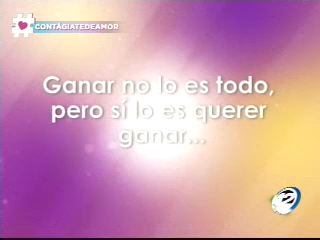 #CONTÁGIATEDEAMOR
Ganar no lo es todo,
pero sí lo es querer
ganar...